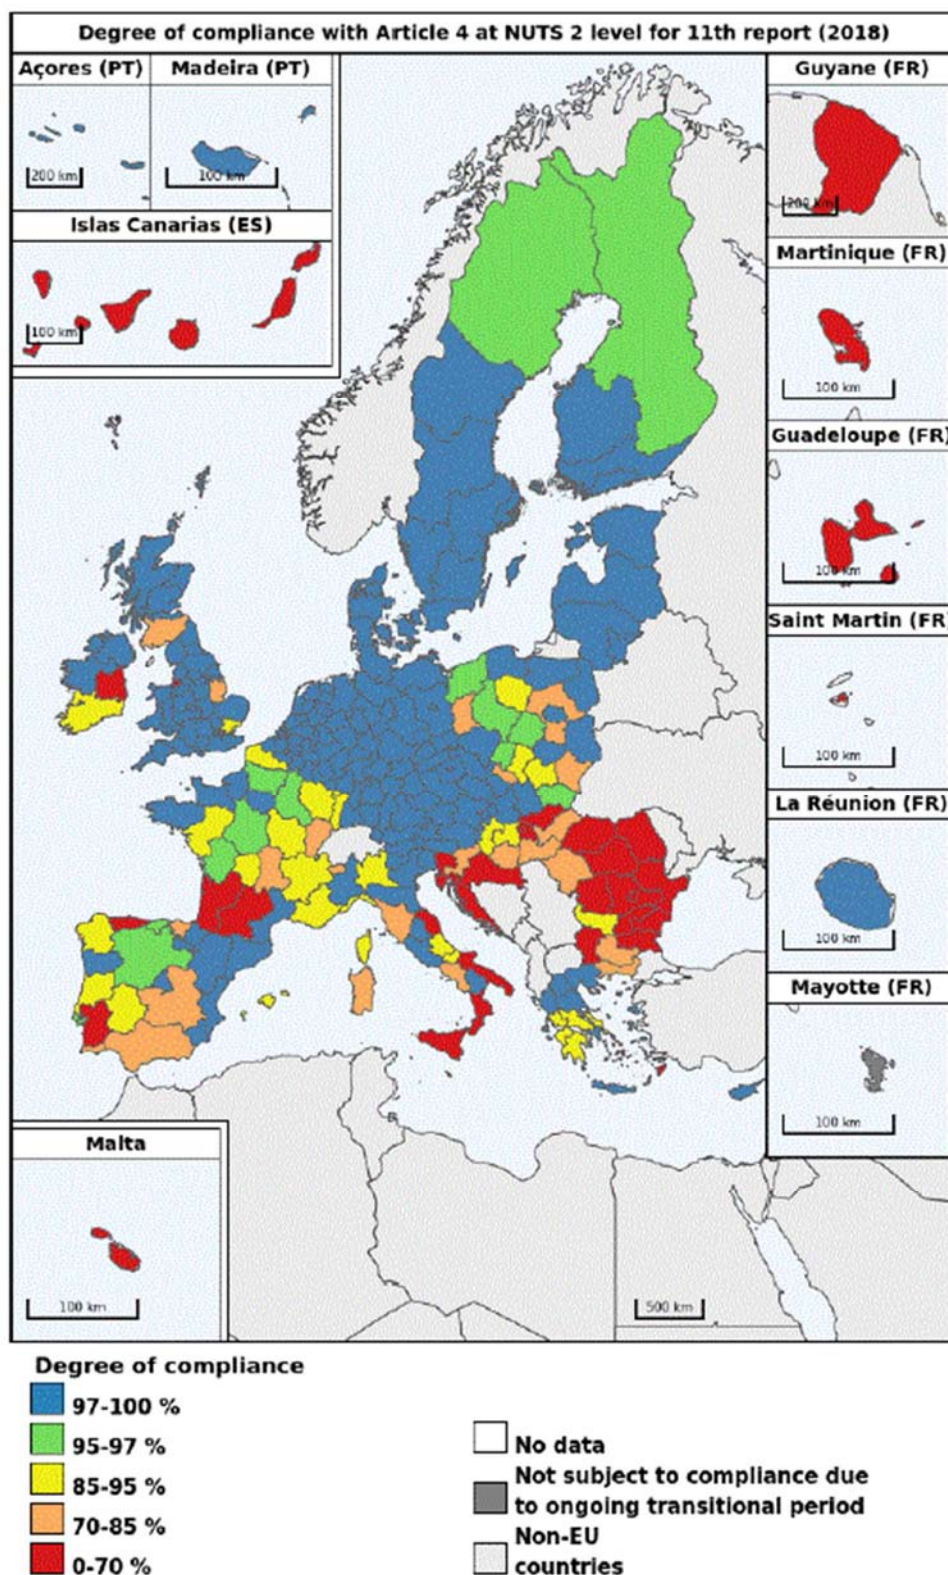 Degree of compliance with Article 4 at NUTS 2 level for 11th report (2018)
Açores (PT)
Madeira (PT)
Guyane (FR)
200 km
100 km
200 km
Islas Canarias (ES)
100 km
Martinique (FR)
100 km
Guadeloupe (FR)
100 km
Saint Martin (FR)
100 km
La Réunion (FR)
100 km
Mayotte (FR)
100 km
Malta
100 km
500 km
Degree of compliance
97-100 %
95-97 %
85-95 %
70-85 %
0-70 %
No data
Not subject to compliance due
to ongoing transitional period
Non-EU
countries